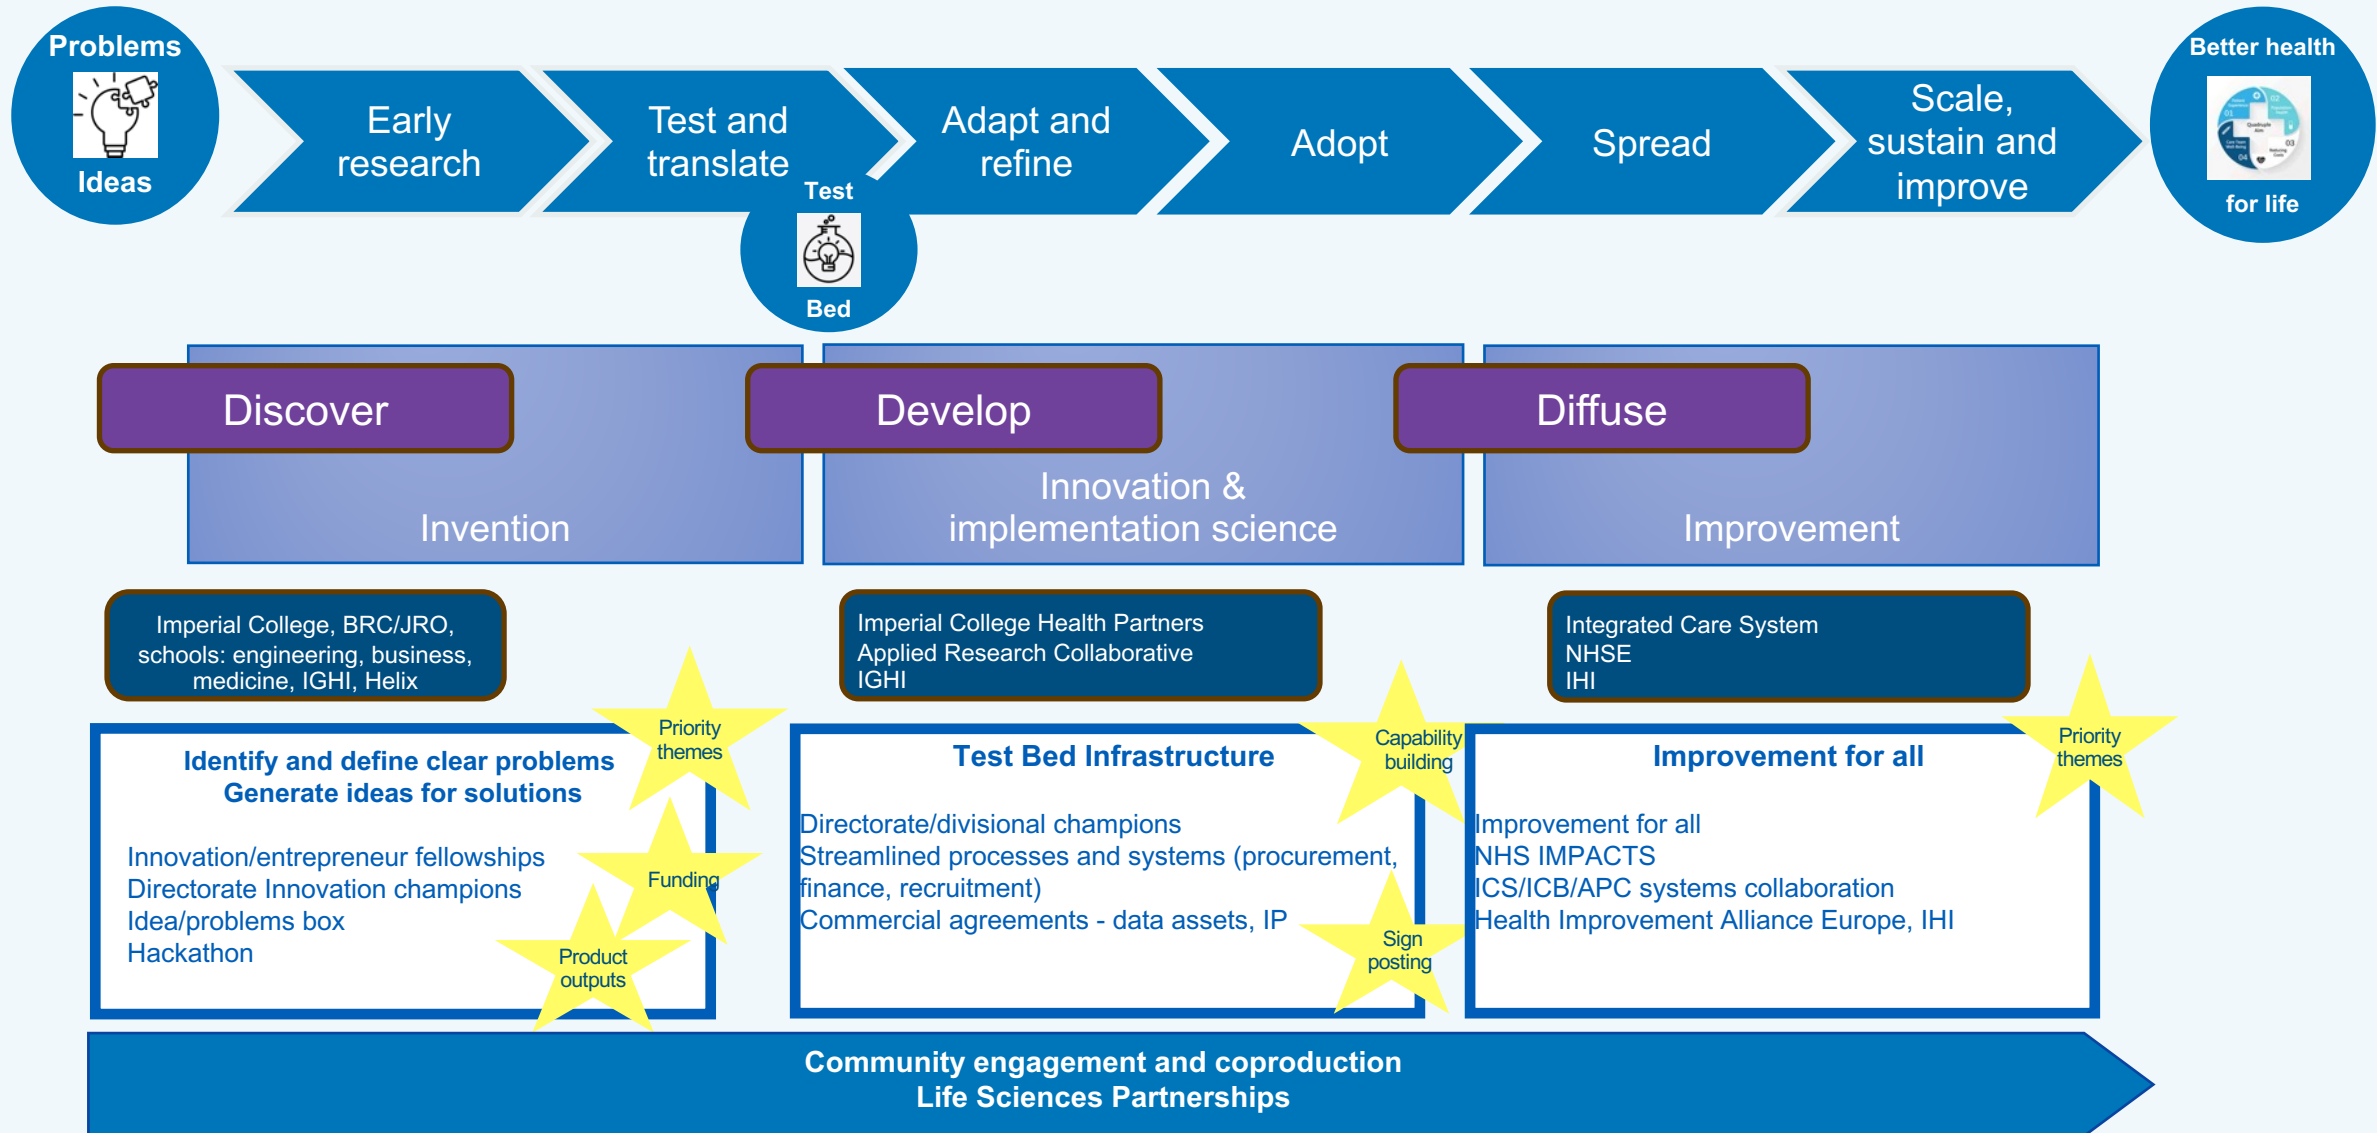 Problems
Ideas
Early
research
Test and
translate
Test
Bed
Adapt and
refine
Adopt
Spread
Scale,
sustain and
improve
Better health
01
02
03
04
Quadruple
Aim
for life
Discover
Invention
Develop
Innovation &
implementation science
Diffuse
Improvement
Imperial College, BRC/JRO,
schools: engineering, business,
medicine, IGHI, Helix
Imperial College Health Partners
Applied Research Collaborative
IGHI
Integrated Care System
NHSE
IHI
Identify and define clear problems
Generate ideas for solutions
Innovation/entrepreneur fellowships
Directorate Innovation champions
Idea/problems box
Hackathon
Priority
themes
Funding
Product
outputs
Test Bed Infrastructure
Directorate/divisional champions
Streamlined processes and systems (procurement,
finance, recruitment)
Commercial agreements - data assets, IP
Capability
building
Sign
posting
Improvement for all
Improvement for all
NHS IMPACTS
ICS/ICB/APC systems collaboration
Health Improvement Alliance Europe, IHI
Priority
themes
Community engagement and coproduction
Life Sciences Partnerships